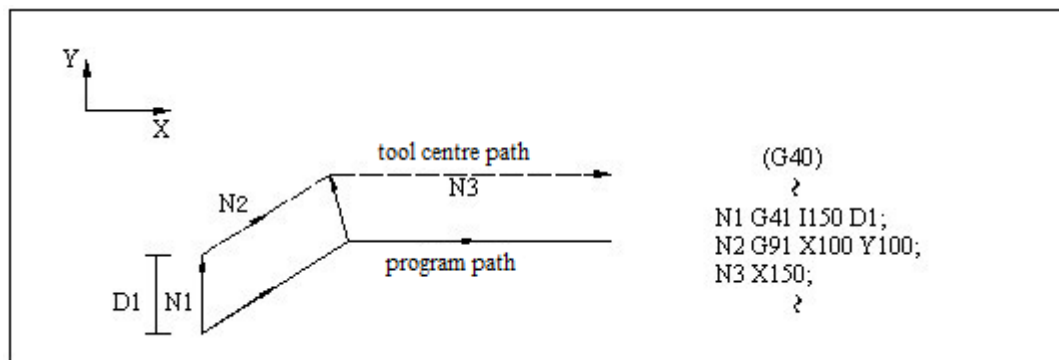 Y
X
tool centre path
N3
N2
D1
N1
program path
(G40)
~
N1 G41 I150 D1;
N2 G91 X100 Y100;
N3 X150;
~